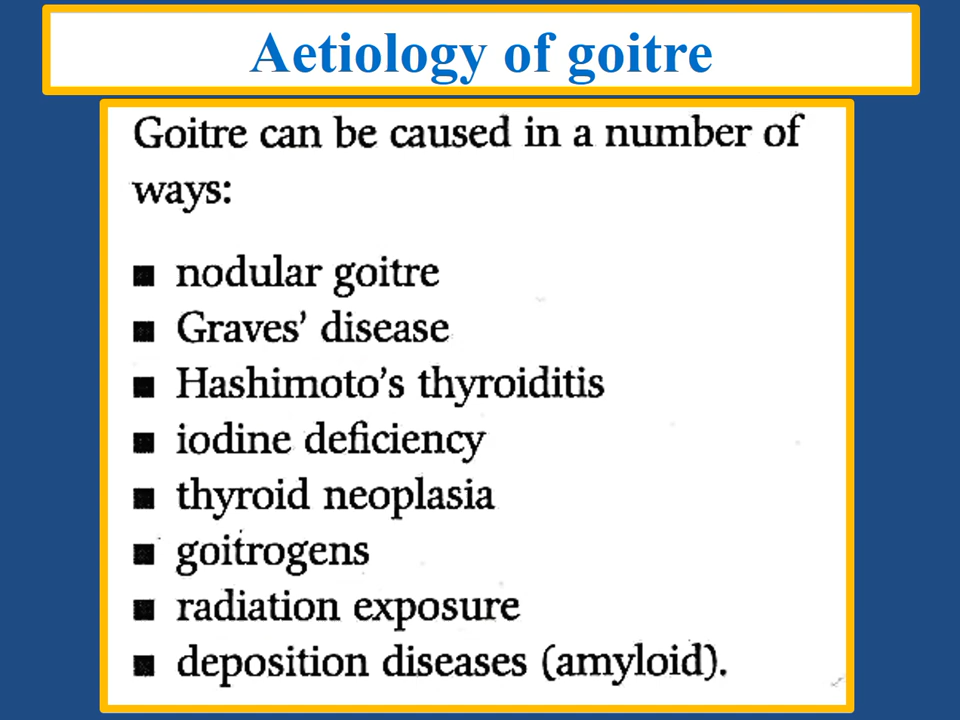 Aetiology of goitre
Goitre can be caused in a number of
ways:
■ nodular goitre
■ Graves’ disease
■ Hashimoto’s thyroiditis
■ iodine deficiency
■ thyroid neoplasia
■ goitrogens
■ radiation exposure
■ deposition diseases (amyloid).